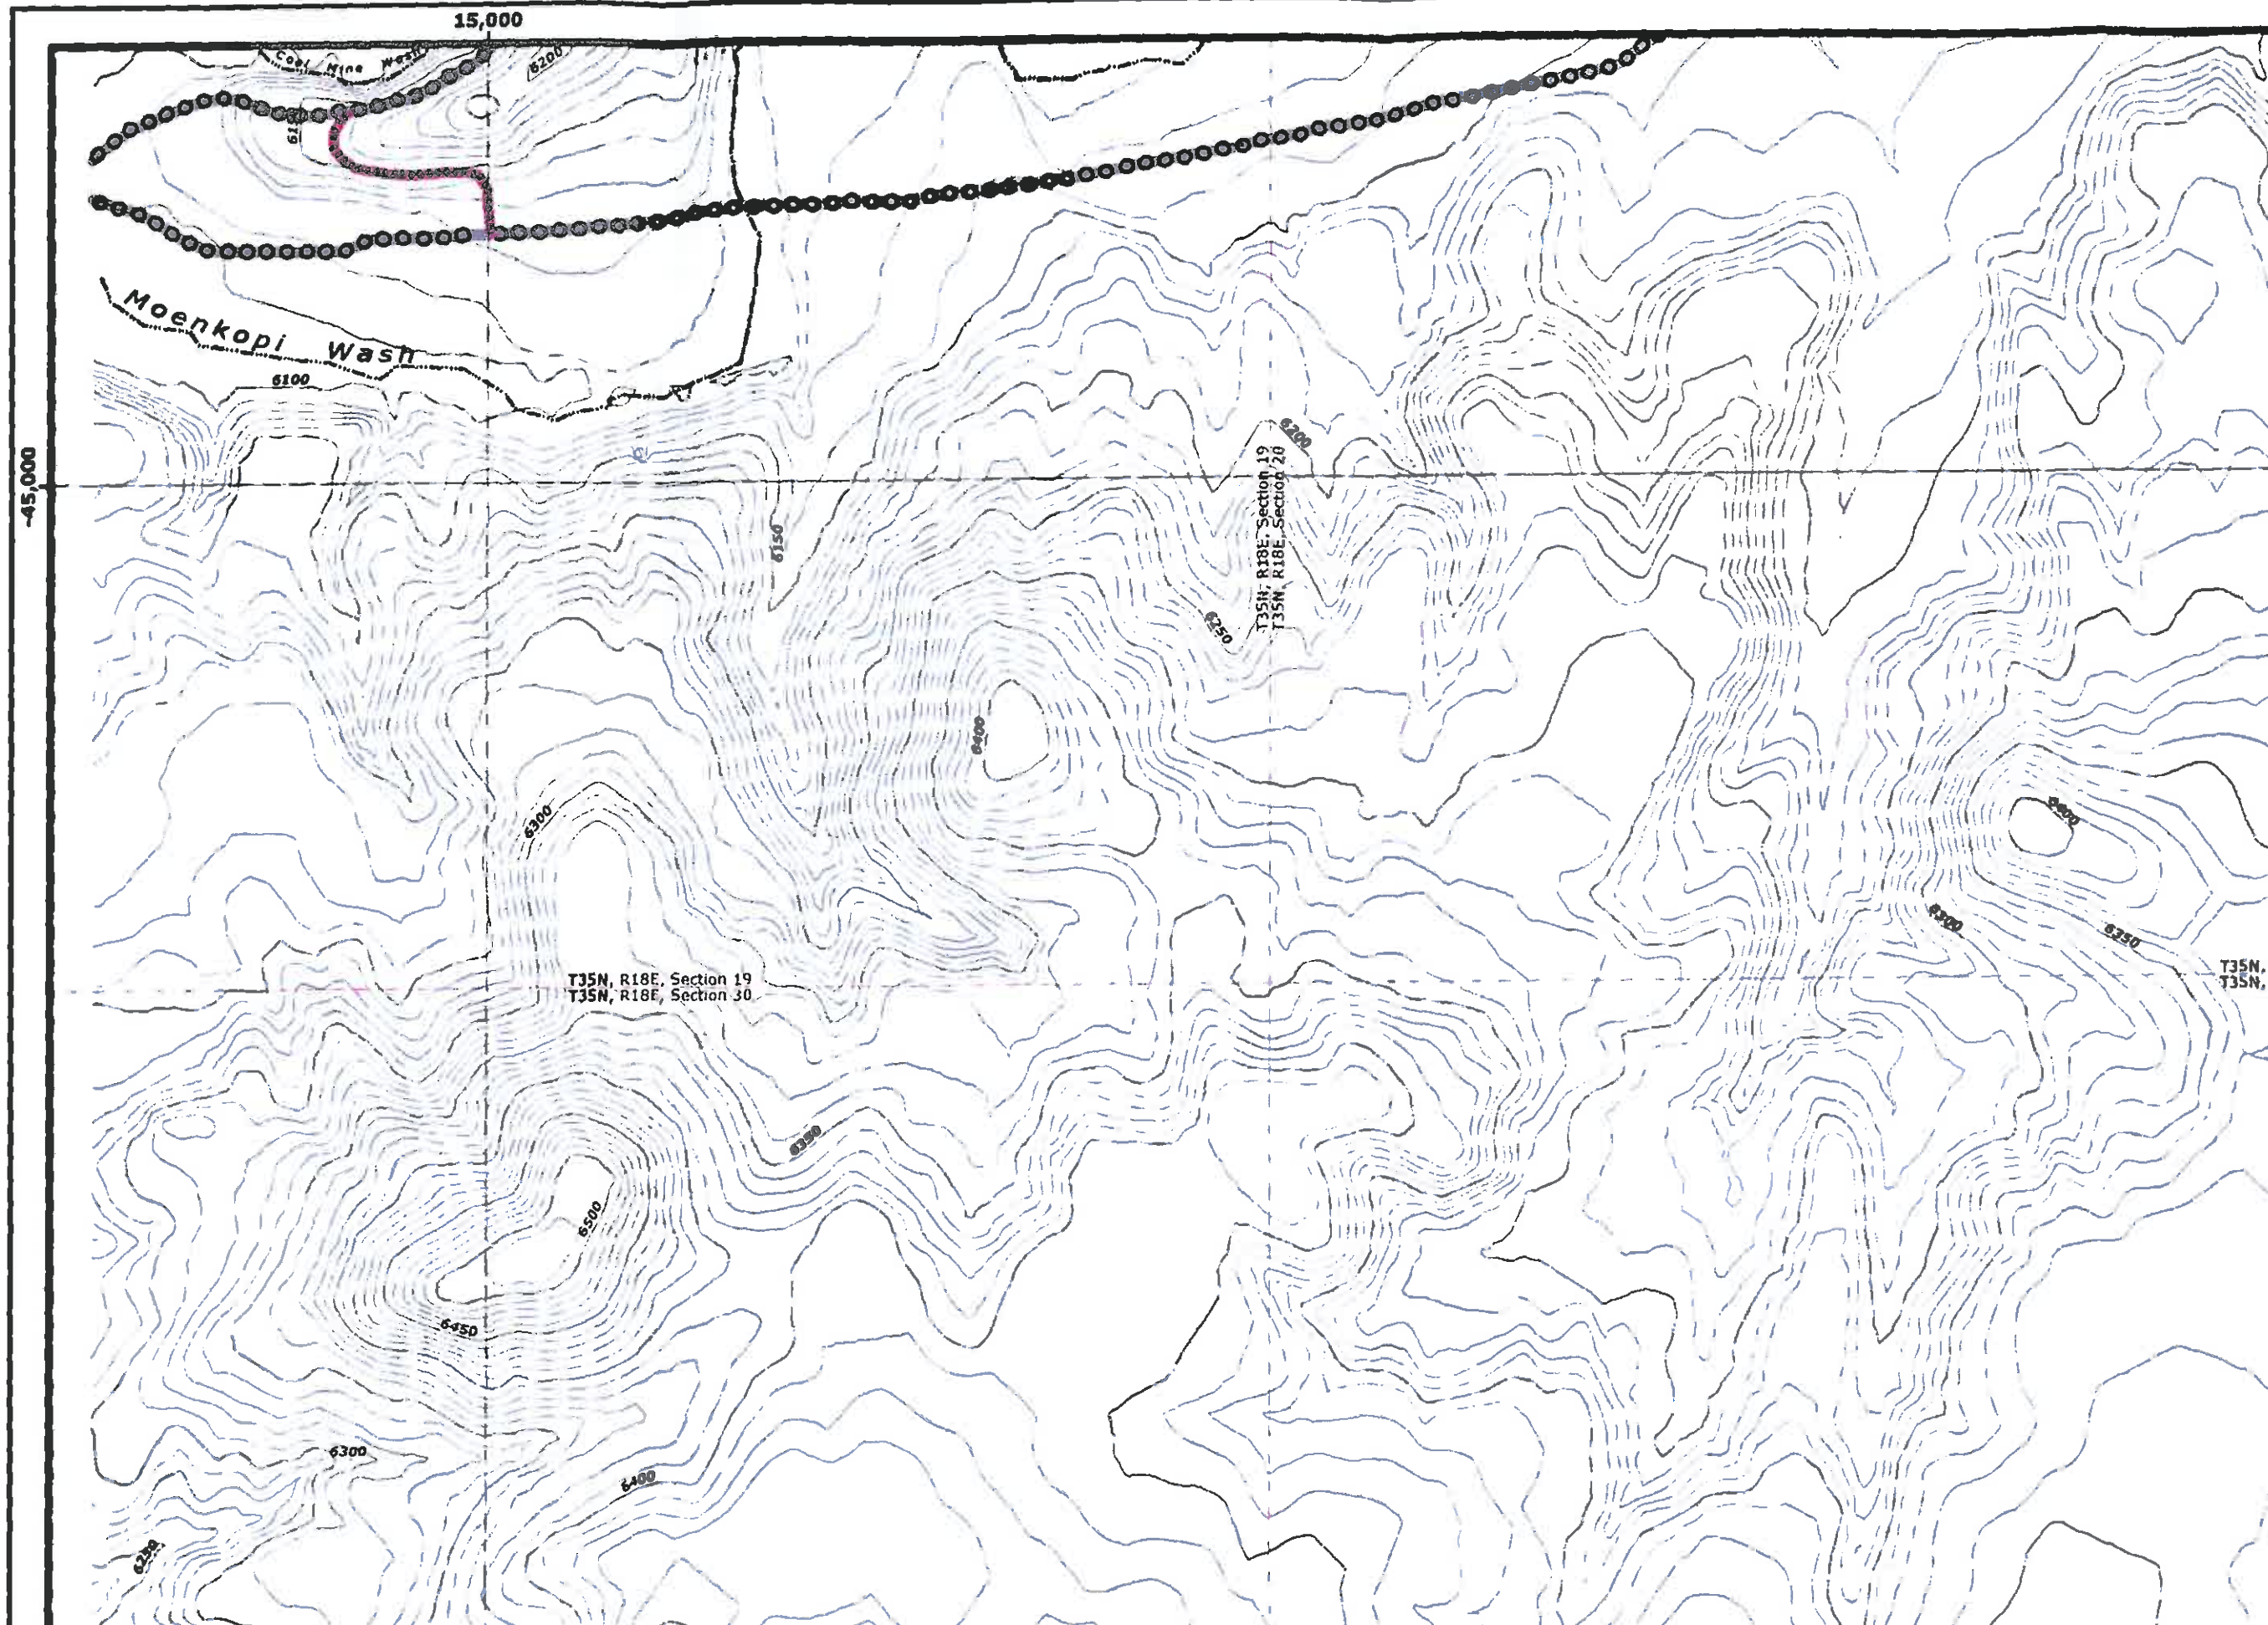 15,000
Coal Mine Wash
6200
Moenkopi Wash
6100
-45,000
6200
T35N, R18E, Section 19
T35N, R18E, Section 20
6150
6250
6400
6300
6400
6300
6350
T35N,
T35N,
T35N, R18E, Section 19
T35N, R18E, Section 30
6350
6500
6450
6300
6400
6250